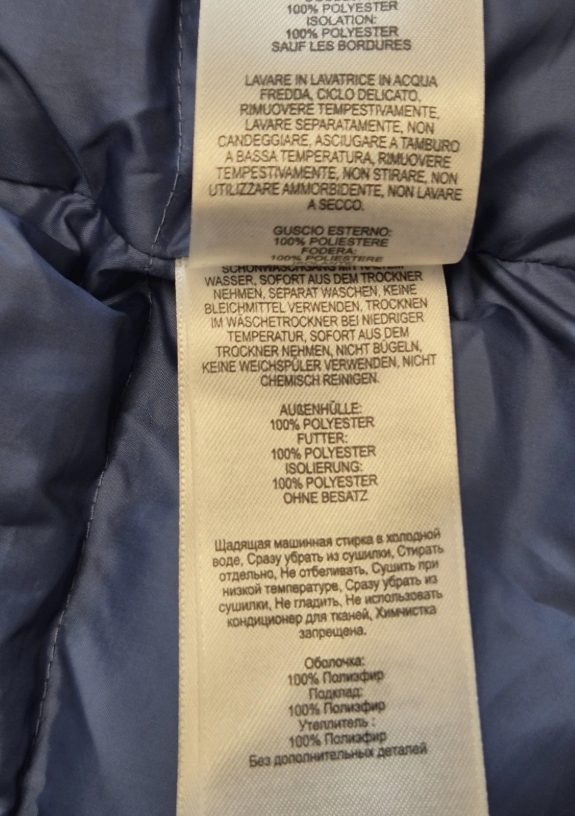 100% POLYESTER
ISOLATION:
100% POLYESTER
SAUF LES BORDURES
LAVARE IN LAVATRICE IN ACQUA
FREDDA, CICLO DELICATO,
RIMUOVERE TEMPESTIVAMENTE,
LAVARE SEPARATAMENTE, NON
CANDEGGIARE, ASCIUGARE A TAMBURO
A BASSA TEMPERATURA, RIMUOVERE
TEMPESTIVAMENTE, NON STIRARE, NON
UTILIZZARE AMMORBIDENTE, NON LAVARE
A SECCO.
GUSCIO ESTERNO:
100% POLIESTERE
FODERA:
100% POLIESTERE
SCHONWASCHGANG MIT KALTEM
WASSER, SOFORT AUS DEM TROCKNER
NEHMEN, SEPARAT WASCHEN, KEINE
BLEICHMITTEL VERWENDEN, TROCKNEN
IM WÄSCHETROCKNER BEI NIEDRIGER
TEMPERATUR, SOFORT AUS DEM
TROCKNER NEHMEN, NICHT BÜGELN,
KEINE WEICHSPÜLER VERWENDEN, NICHT
CHEMISCH REINIGEN.
AUßENHÜLLE:
100% POLYESTER
FUTTER:
100% POLYESTER
ISOLIERUNG:
100% POLYESTER
OHNE BESATZ
Щадящая машинная стирка в холодной
воде, Сразу убрать из сушилки, Стирать
отдельно, Не отбеливать, Сушить при
низкой температуре, Сразу убрать из
сушилки, Не гладить, Не использовать
кондиционер для тканей, Химчистка
запрещена.
Оболочка:
100% Полиэфир
Подклад:
100% Полиэфир
Утеплитель :
100% Полиэфир
Без дополнительных деталей